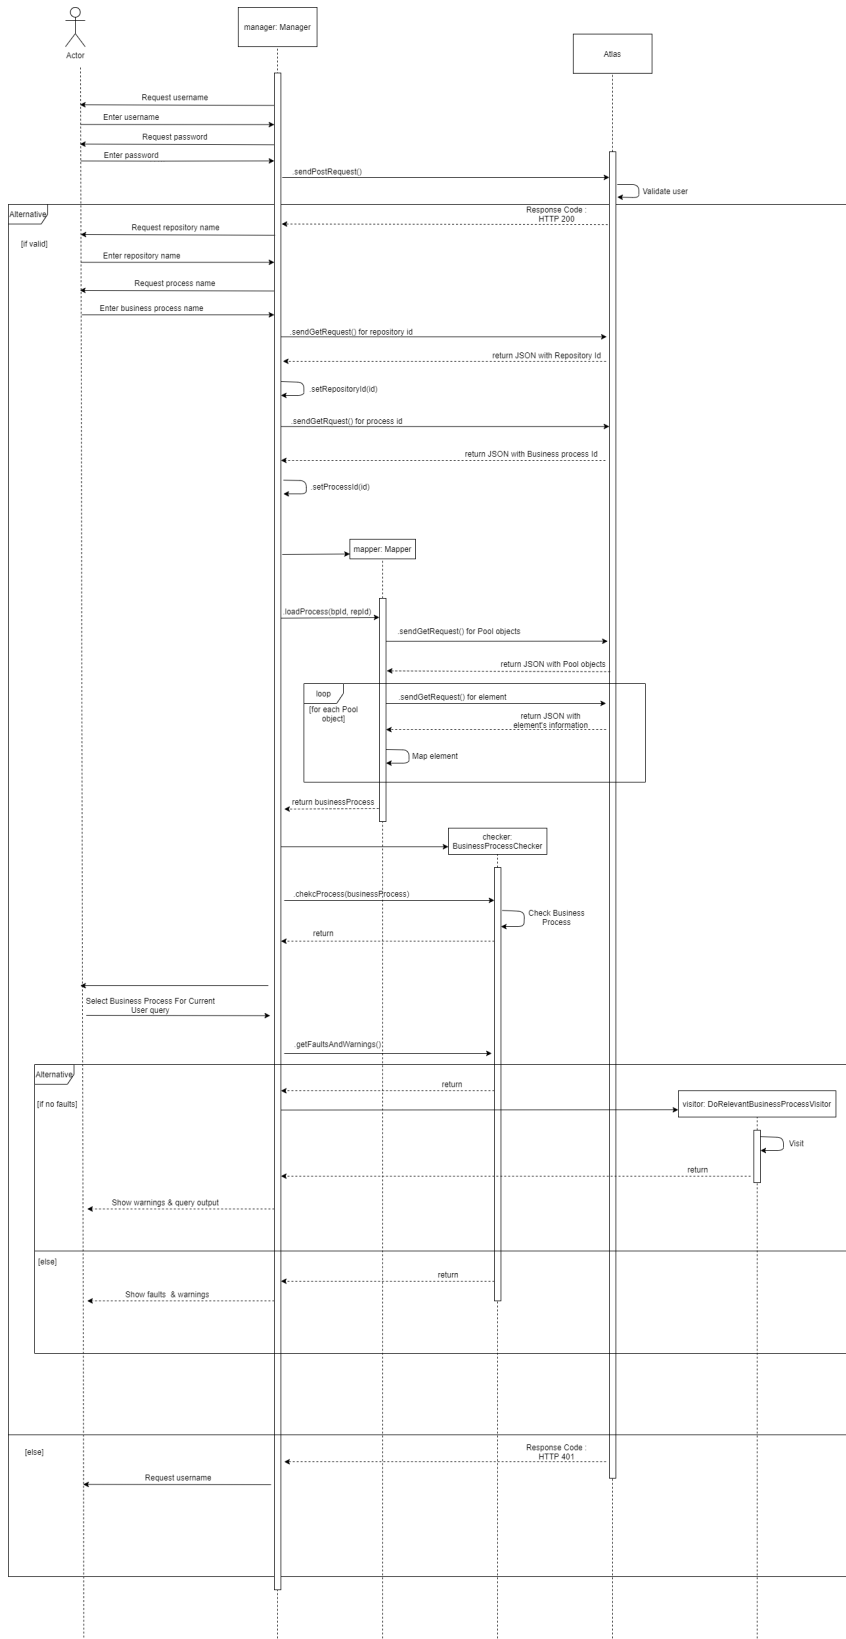 manager: Manager
Atlas
Actor
Request username
Enter username
Request password
Enter password
.sendPostRequest()
Validate user
Alternative
Response Code :
HTTP 200
Request repository name
[if valid]
Enter repository name
Request process name
Enter business process name
.sendGetRequest() for repository id
return JSON with Repository Id
.setRepositoryId(id)
.sendGetRquest() for process id
return JSON with Business process Id
.setProcessId(id)
mapper: Mapper
.loadProcess(bpId, repId)
.sendGetRequest() for Pool objects
return JSON with Pool objects
loop
.sendGetRequest() for element
[for each Pool
object]
return JSON with
element's information
Map element
return businessProcess
checker:
BusinessProcessChecker
.chekcProcess(businessProcess)
Check Business
Process
return
Select Business Process For Current
User query
.getFaultsAndWarnings()
Alternative
return
[if no faults]
visitor: DoRelevantBusinessProcessVisitor
Visit
return
Show warnings & query output
[else]
return
Show faults & warnings
[else]
Response Code :
HTTP 401
Request username